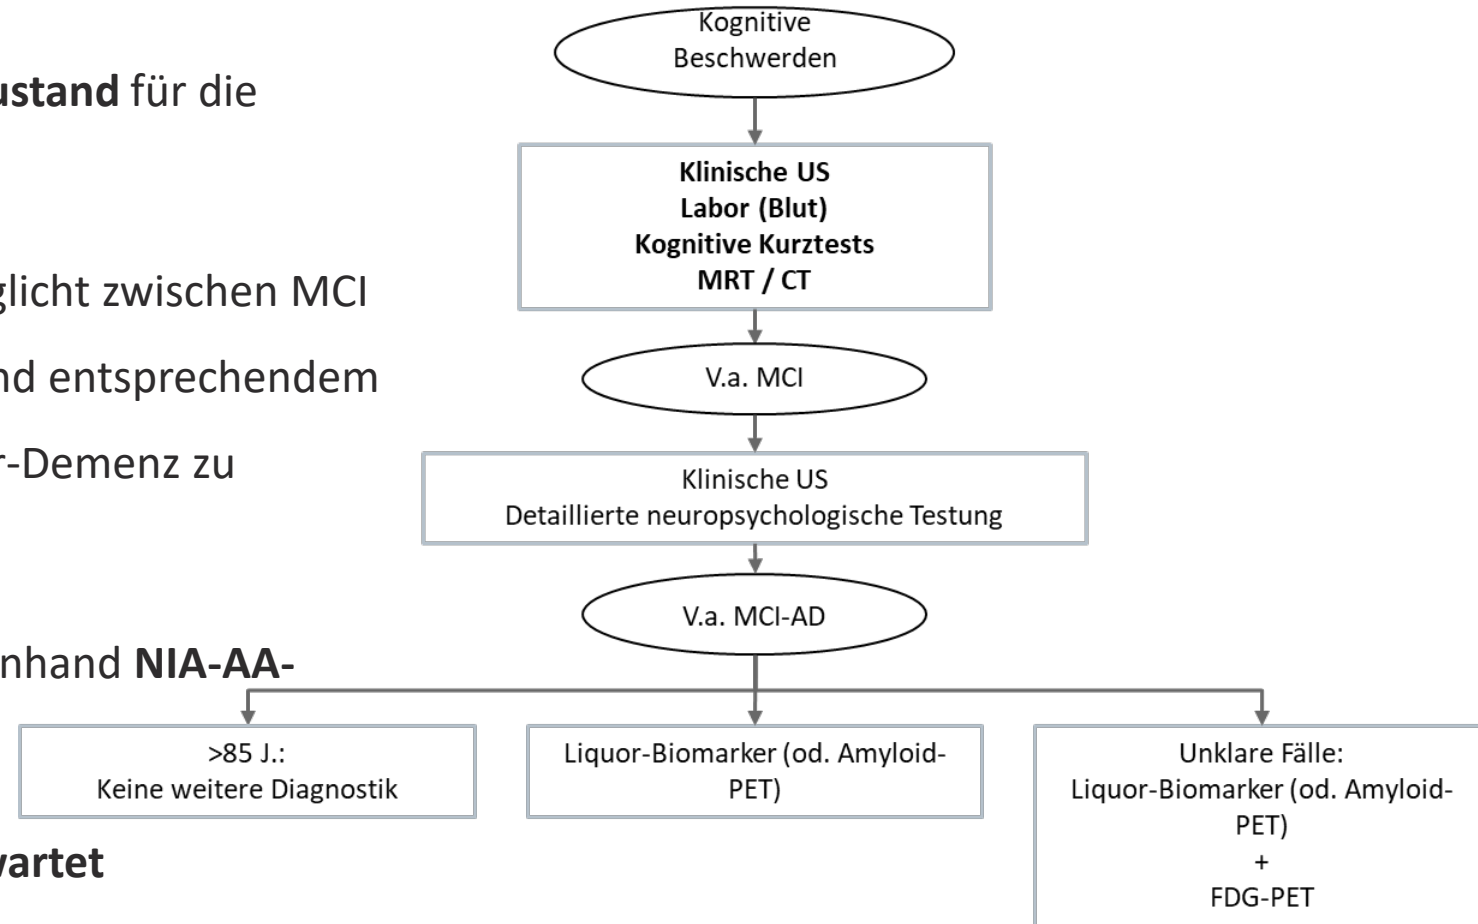 ustand für die
glicht zwischen MCI
nd entsprechendem
r-Demenz zu
nhand NIA-AA-
wartet
Kognitive
Beschwerden
Klinische US
Labor (Blut)
Kognitive Kurztests
MRT / CT
V.a. MCI
Klinische US
Detaillierte neuropsychologische Testung
V.a. MCI-AD
>85 J.:
Keine weitere Diagnostik
Liquor-Biomarker (od. Amyloid-
PET)
Unklare Fälle:
Liquor-Biomarker (od. Amyloid-
PET)
+
FDG-PET